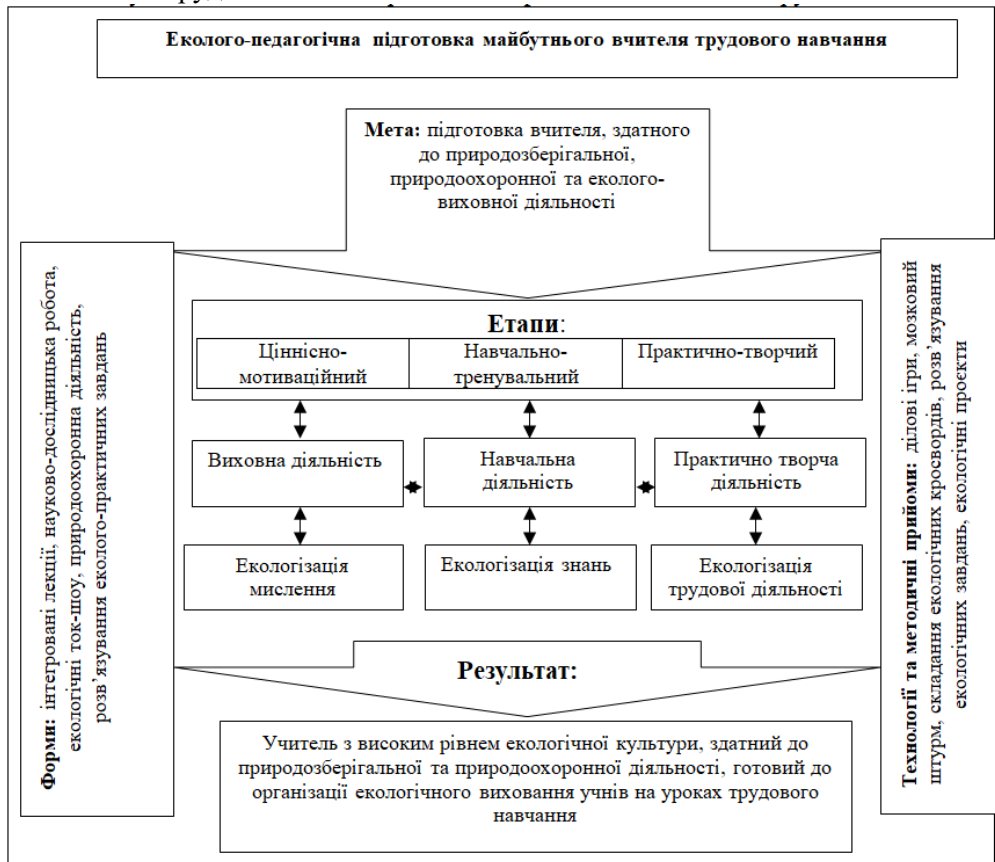 Еколого-педагогічна підготовка майбутнього вчителя трудового навчання
Мета: підготовка вчителя, здатного
до природозберігальної,
природоохоронної та еколого-
виховної діяльності
Форми: інтегровані лекції, науково-дослідницька робота,
екологічні ток-шоу, природоохоронна діяльність,
розв’язування еколого-практичних завдань
Етапи:
Ціннісно-
мотиваційний
Навчально-
тренувальний
Практично-творчий
Виховна діяльність
Навчальна
діяльність
Практично творча
діяльність
Екологізація
мислення
Екологізація знань
Екологізація
трудової діяльності
Технології та методичні прийоми: ділові ігри, мозковий
штурм, складання екологічних кросвордів, розв’язування
екологічних завдань, екологічні проєкти
Результат:
Учитель з високим рівнем екологічної культури, здатний до
природозберігальної та природоохоронної діяльності, готовий до
організації екологічного виховання учнів на уроках трудового
навчання